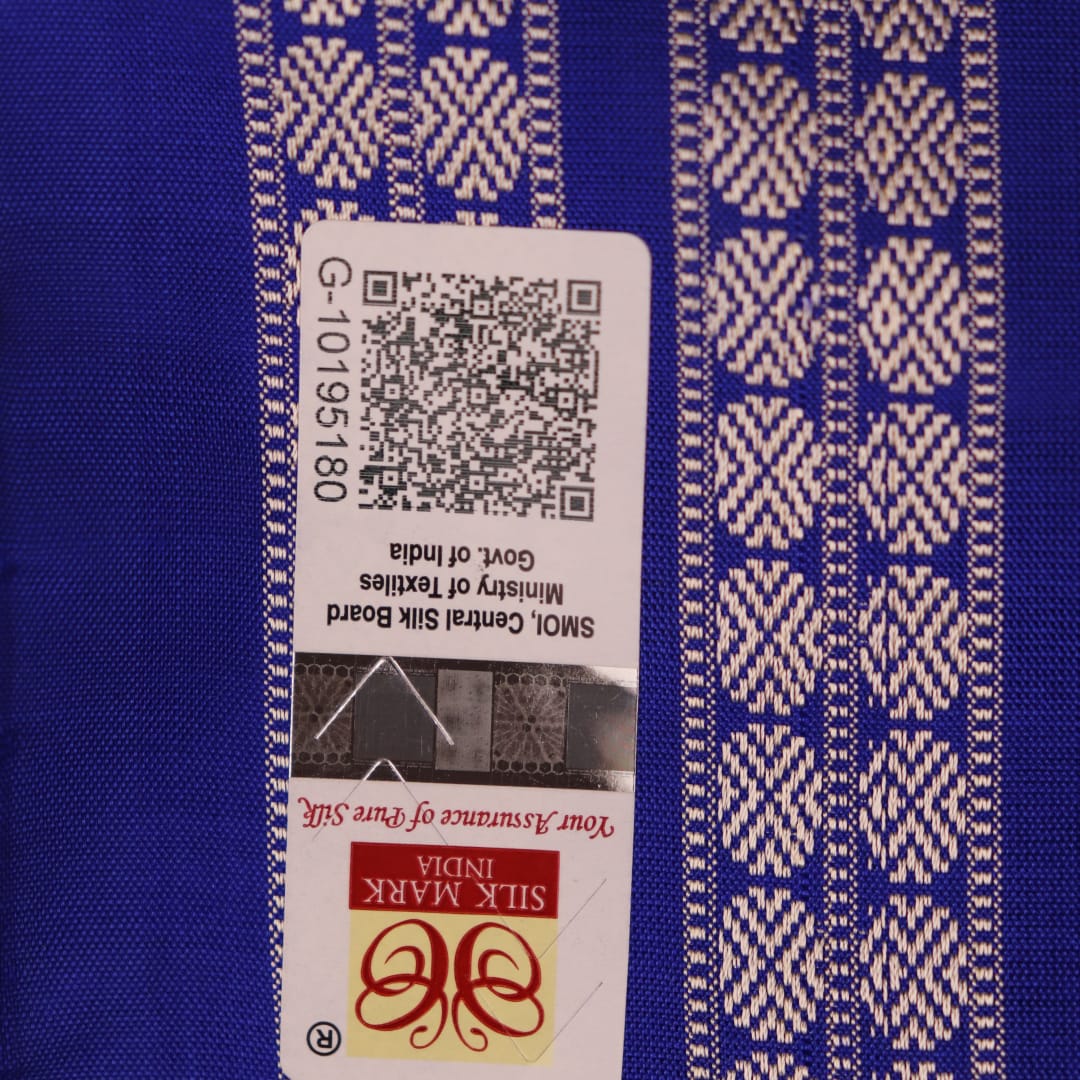 ®
SILK MARK
INDIA
Your Assurance of Pure Silk
SMOI, Central Silk Board
Ministry of Textiles
Govt. of India
G-10195180